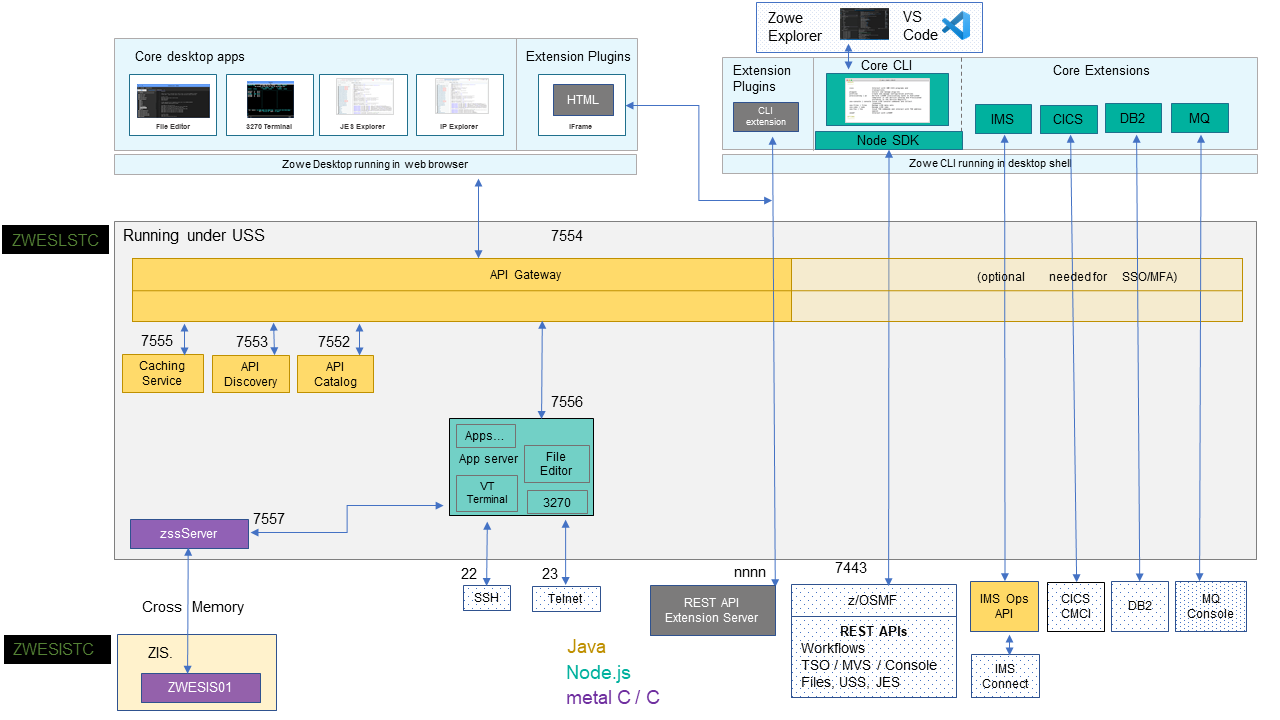 Zowe
Explorer
VS
Code
Core desktop apps
Extension Plugins
File Editor
3270 Terminal
JES Explorer
IP Explorer
HTML
IFrame
Zowe Desktop running in web browser
Extension
Plugins
CLI
extension
Core CLI
Node SDK
Core Extensions
IMS
CICS
DB2
MQ
Zowe CLI running in desktop shell
ZWESLSTC
Running under USS
7554
API Gateway
(optional needed for SSO/MFA)
7555
7553
7552
Caching
Service
API
Discovery
API
Catalog
7556
Apps...
App server
File
Editor
VT
Terminal
3270
7557
zssServer
22
23
nnnn
7443
SSH
Telnet
REST API
Extension Server
z/OSMF
REST APIs
Workflows
TSO / MVS / Console
Files, USS, JES
IMS Ops
API
CICS
CMCI
DB2
MQ
Console
IMS
Connect
Cross Memory
ZWESISTC
ZIS.
ZWESIS01
Java
Node.js
metal C / C